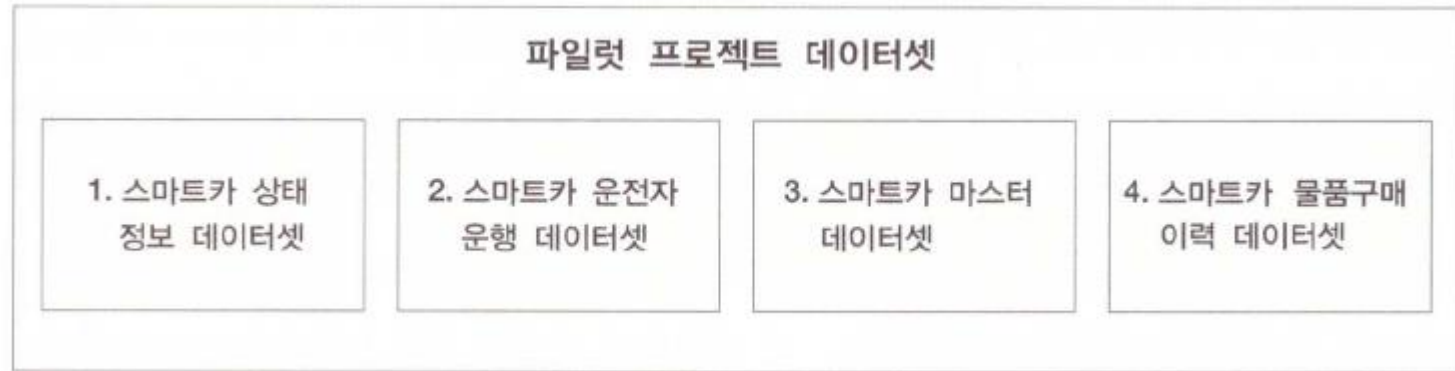 파일럿 프로젝트 데이터셋
1. 스마트카 상태
정보 데이터셋
2. 스마트카 운전자
운행 데이터셋
3. 스마트카 마스터
데이터셋
4. 스마트카 물품구매
이력 데이터셋